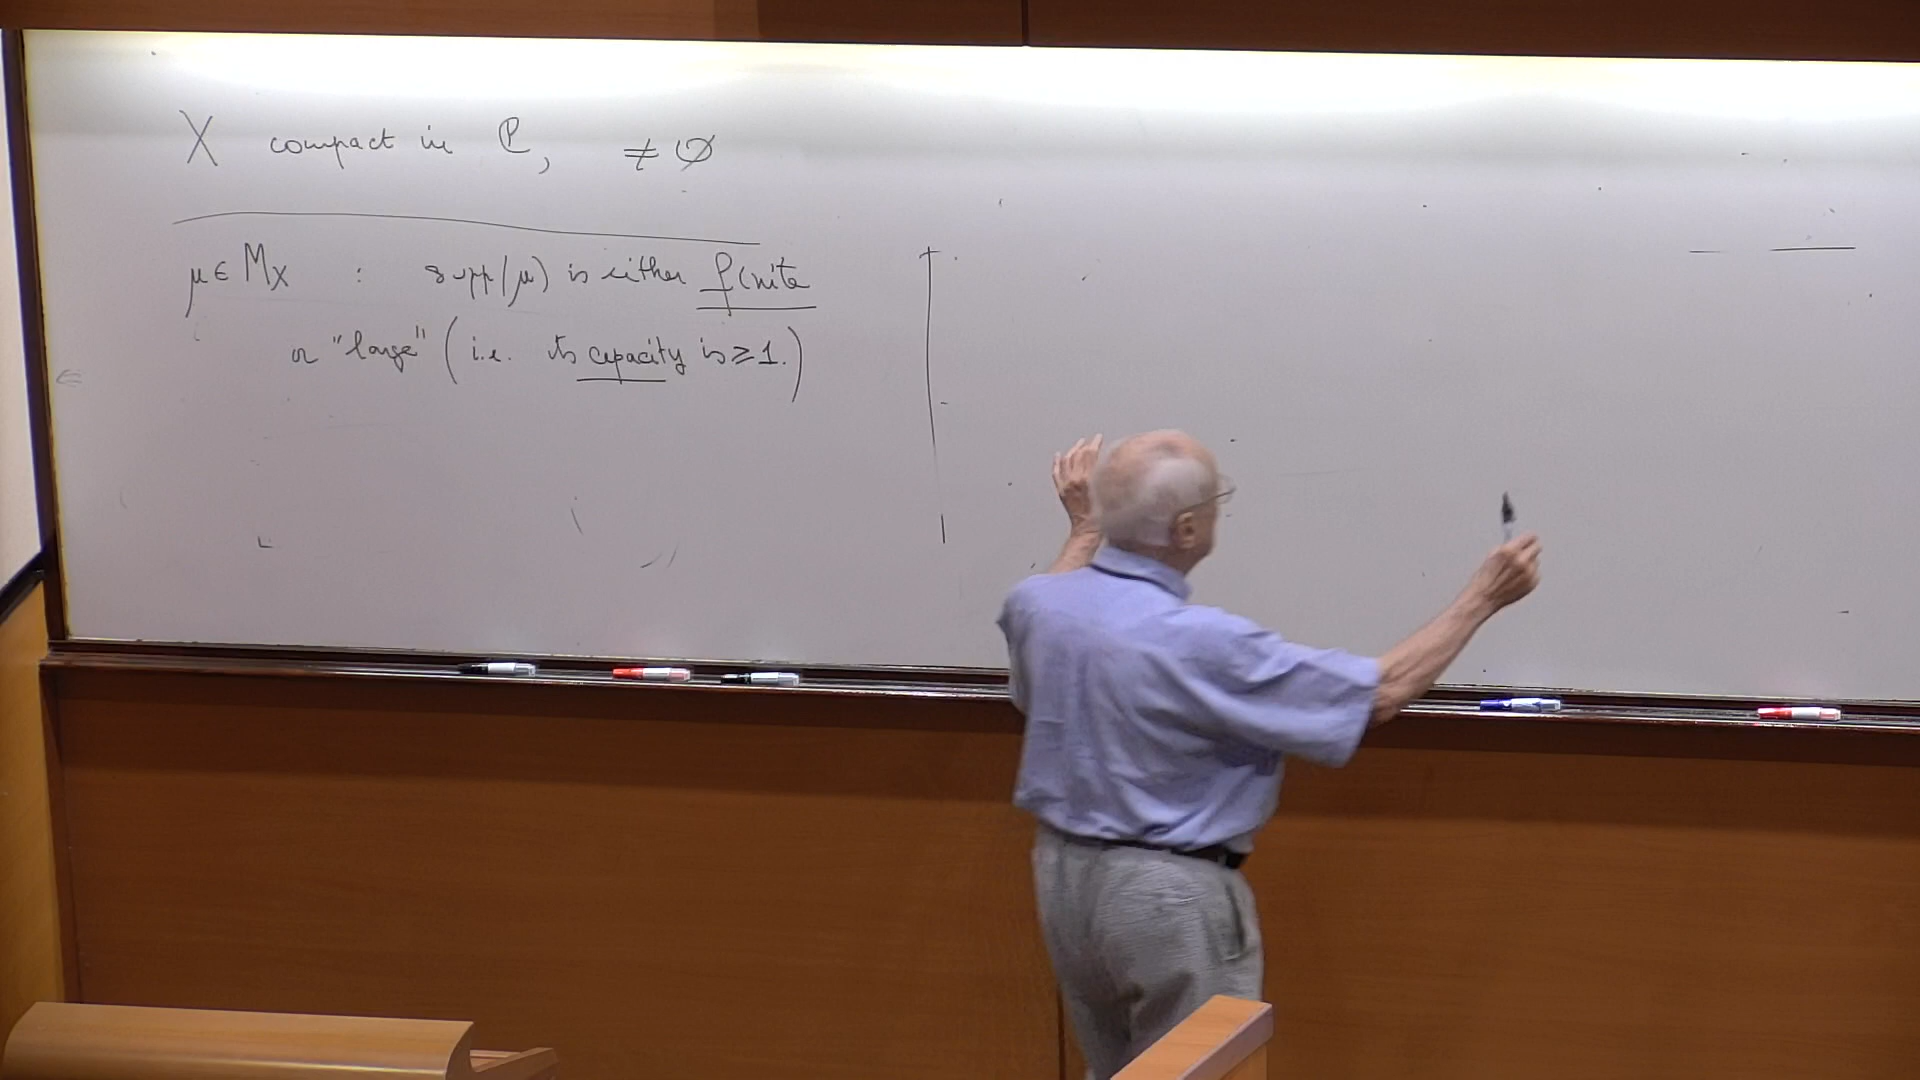 X compact in ℂ, ≠ ∅
μ ∈ M_X : supp(μ) is either finite
or "large" (i.e. its capacity is ≥ 1.)